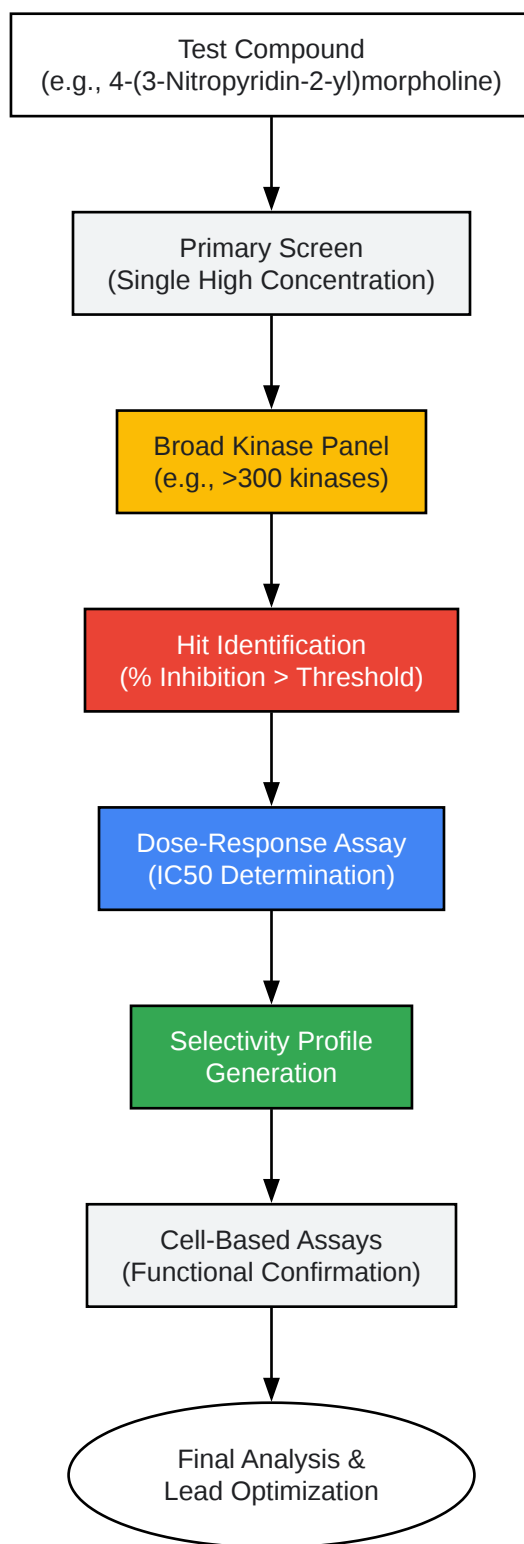 Test Compound
(e.g., 4-(3-Nitropyridin-2-yl)morpholine)
Primary Screen
(Single High Concentration)
Broad Kinase Panel
(e.g., >300 kinases)
Hit Identification
(% Inhibition > Threshold)
Dose-Response Assay
(IC50 Determination)
Selectivity Profile
Generation
Cell-Based Assays
(Functional Confirmation)
Final Analysis &
Lead Optimization